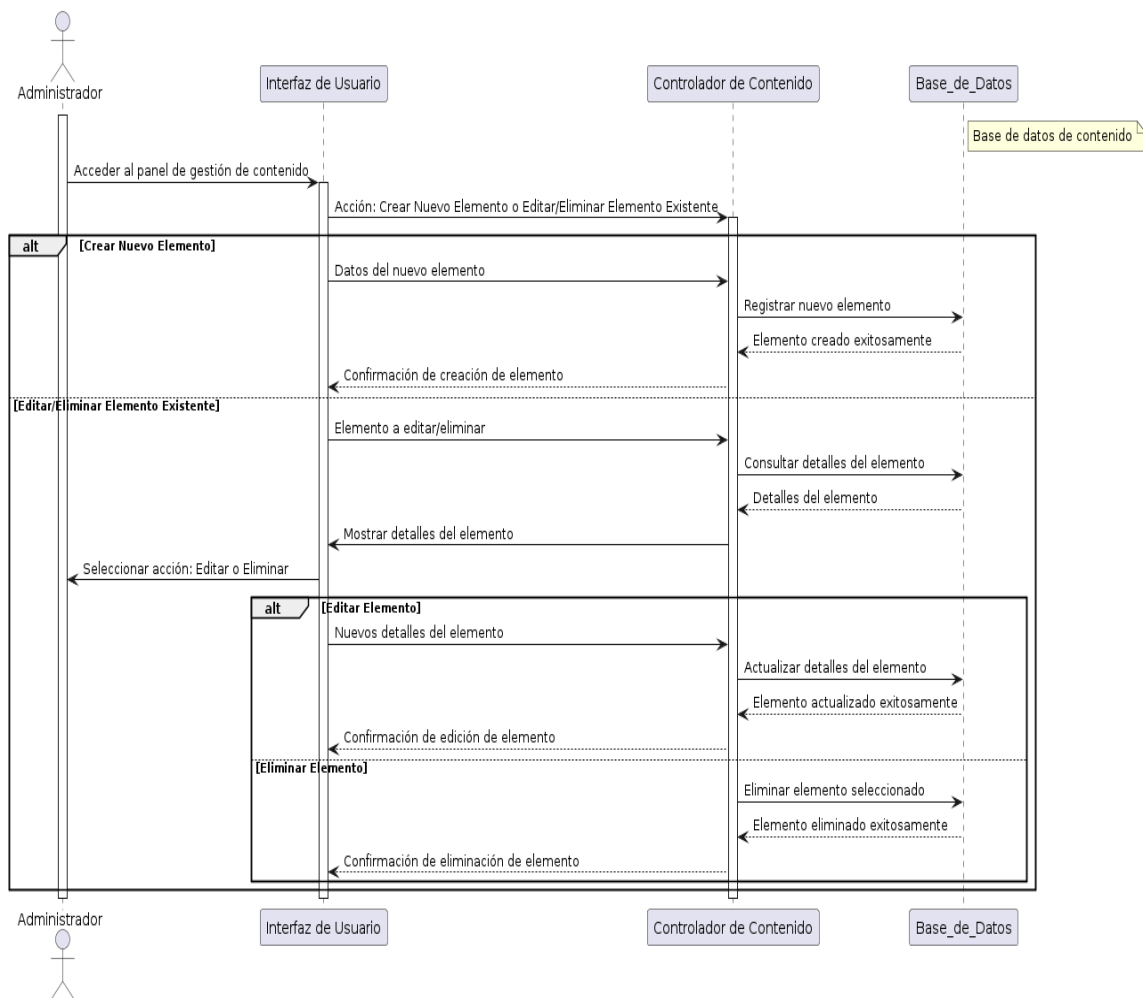 Administrador
Interfaz de Usuario
Controlador de Contenido
Base_de_Datos
Base de datos de contenido
Acceder al panel de gestión de contenido
Acción: Crear Nuevo Elemento o Editar/Eliminar Elemento Existente
alt
[Crear Nuevo Elemento]
Datos del nuevo elemento
Registrar nuevo elemento
Elemento creado exitosamente
Confirmación de creación de elemento
[Editar/Eliminar Elemento Existente]
Elemento a editar/eliminar
Consultar detalles del elemento
Detalles del elemento
Mostrar detalles del elemento
Seleccionar acción: Editar o Eliminar
alt
[Editar Elemento]
Nuevos detalles del elemento
Actualizar detalles del elemento
Elemento actualizado exitosamente
Confirmación de edición de elemento
[Eliminar Elemento]
Eliminar elemento seleccionado
Elemento eliminado exitosamente
Confirmación de eliminación de elemento
Administrador
Interfaz de Usuario
Controlador de Contenido
Base_de_Datos